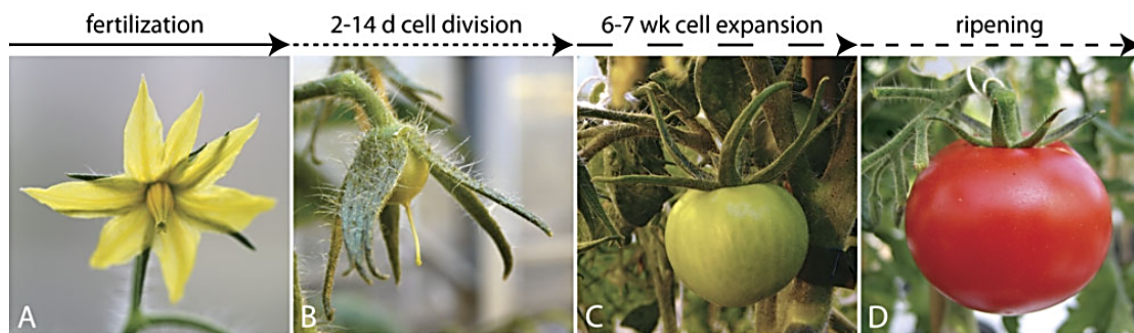 fertilization
2-14 d cell division
6-7 wk cell expansion
ripening
A
B
C
D